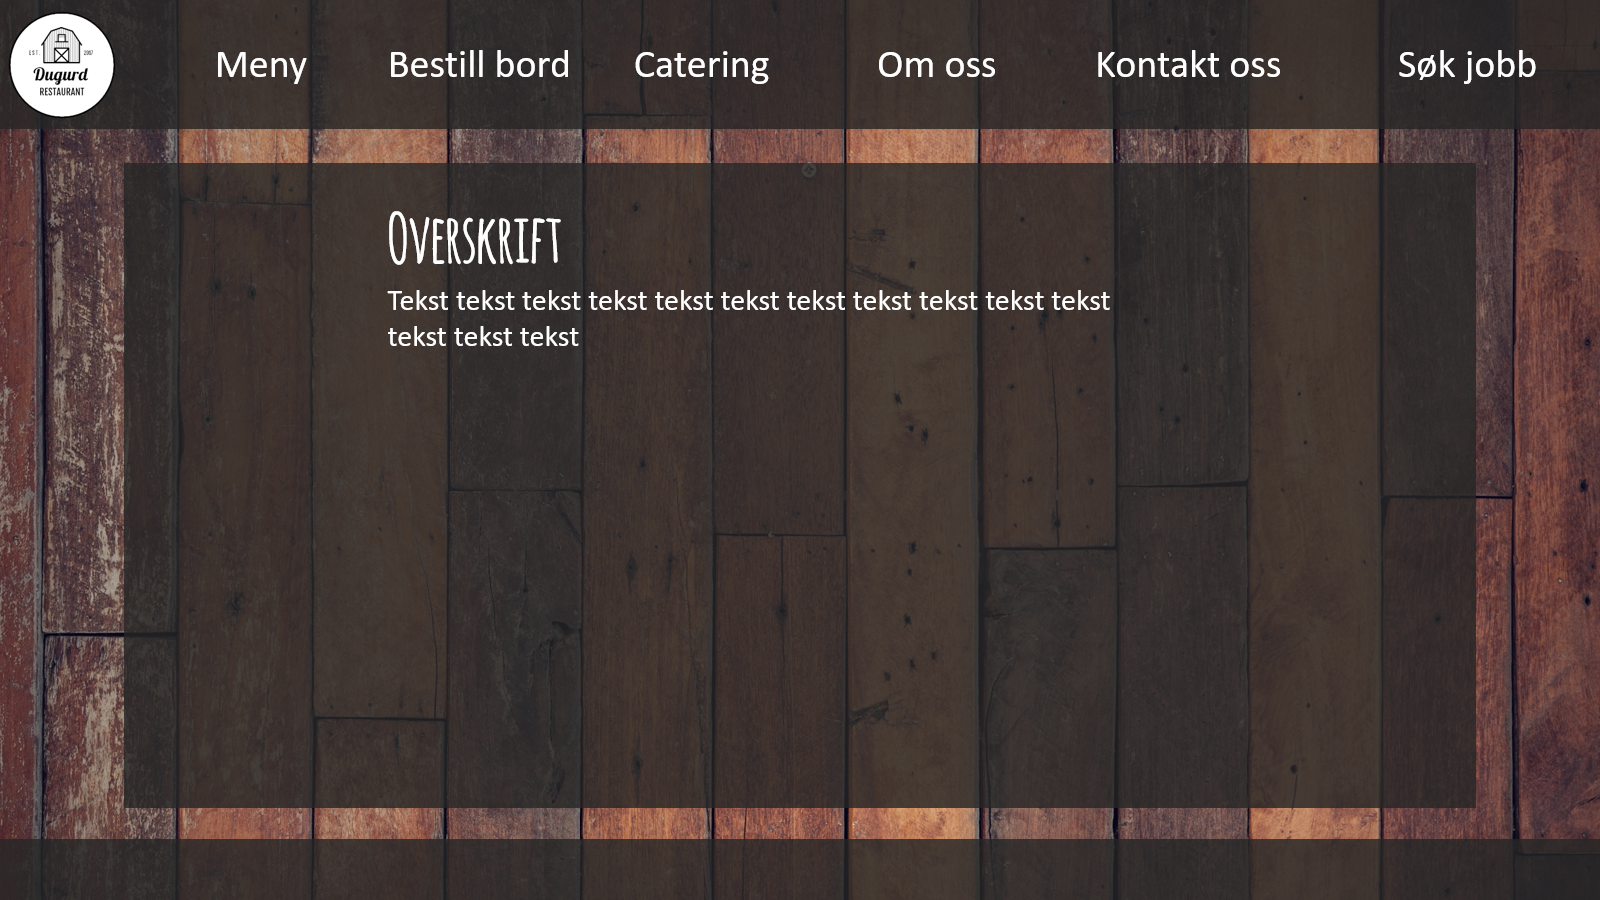 EST. 2017
Dugurd
RESTAURANT
Meny
Bestill bord
Catering
Om oss
Kontakt oss
Søk jobb
OVERSKRIFT
Tekst tekst tekst tekst tekst tekst tekst tekst tekst tekst tekst
tekst tekst tekst